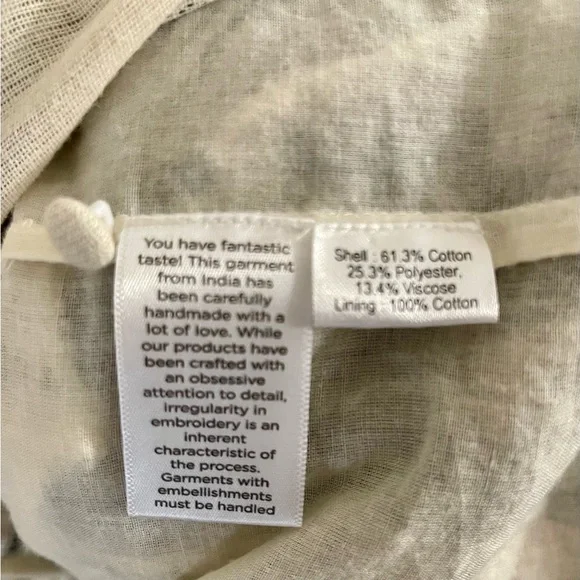 You have fantastic
taste! This garment
from India has
been carefully
handmade with a
lot of love. While
our products have
been crafted with
an obsessive
attention to detail,
irregularity in
embroidery is an
inherent
characteristic of
the process.
Garments with
embellishments
must be handled
Shell : 61.3% Cotton
25.3% Polyester,
13.4% Viscose
Lining : 100% Cotton